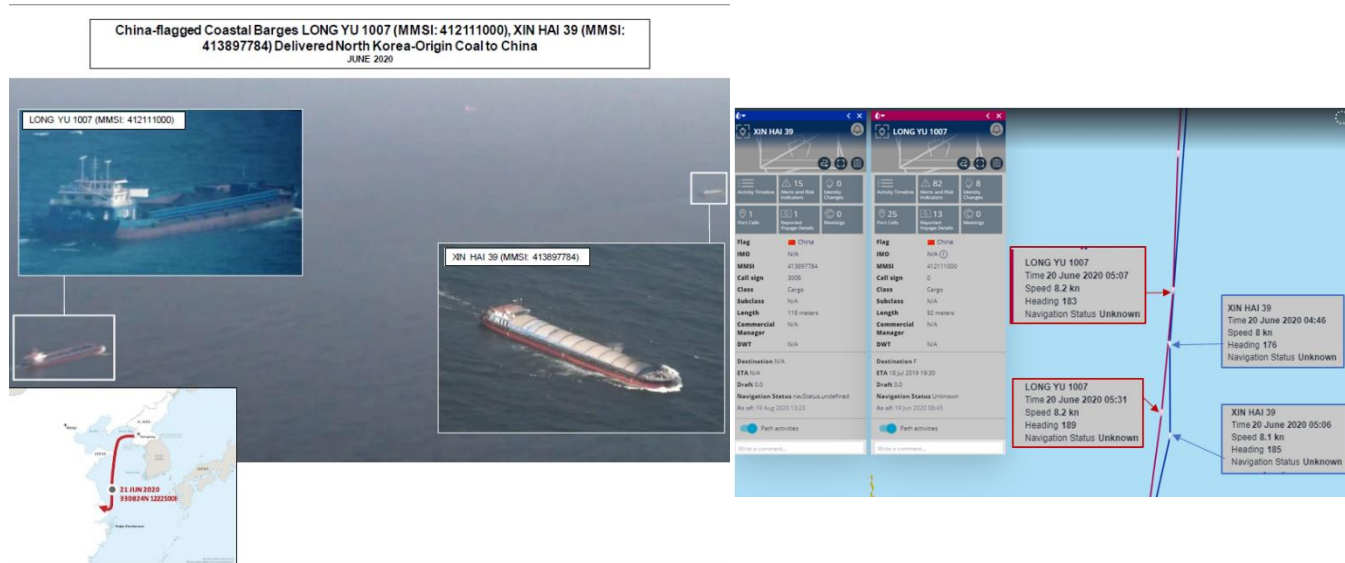 China-flagged Coastal Barges LONG YU 1007 (MMSI: 412111000), XIN HAI 39 (MMSI:
413897784) Delivered North Korea-Origin Coal to China
JUNE 2020
LONG YU 1007 (MMSI: 412111000)
XIN HAI 39 (MMSI: 413897784)
21 JUN 2020
330824N 1222100E
XIN HAI 39
Activity Timeline
15
Alerts and Risk
Indicators
0
Identity
Changes
1
Port Calls
1
Reported
Voyage Details
0
Meetings
Flag China
IMO N/A
MMSI 413897784
Call sign 3008
Class Cargo
Subclass N/A
Length 118 meters
Commercial
Manager N/A
DWT N/A
Destination N/A
ETA N/A
Draft 0.0
Navigation Status navStatus.undefined
As of: 19 Aug 2020 13:23
Path activities
Write a comment...
LONG YU 1007
Activity Timeline
82
Alerts and Risk
Indicators
8
Identity
Changes
25
Port Calls
13
Reported
Voyage Details
0
Meetings
Flag China
IMO N/A
MMSI 412111000
Call sign 0
Class Cargo
Subclass N/A
Length 92 meters
Commercial
Manager N/A
DWT N/A
Destination F
ETA 18 Jul 2019 19:30
Draft 0.0
Navigation Status Unknown
As of: 19 Jun 2020 08:45
Path activities
Write a comment...
LONG YU 1007
Time 20 June 2020 05:07
Speed 8.2 kn
Heading 183
Navigation Status Unknown
XIN HAI 39
Time 20 June 2020 04:46
Speed 8 kn
Heading 176
Navigation Status Unknown
LONG YU 1007
Time 20 June 2020 05:31
Speed 8.2 kn
Heading 189
Navigation Status Unknown
XIN HAI 39
Time 20 June 2020 05:06
Speed 8.1 kn
Heading 185
Navigation Status Unknown